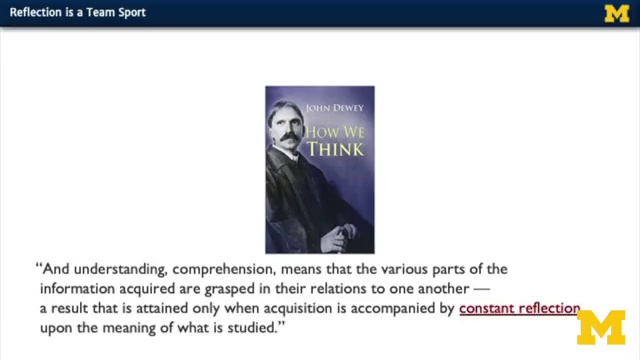 Reflection is a Team Sport
M
JOHN DEWEY
HOW WE
THINK
“And understanding, comprehension, means that the various parts of the
information acquired are grasped in their relations to one another —
a result that is attained only when acquisition is accompanied by constant reflection
upon the meaning of what is studied.”
M